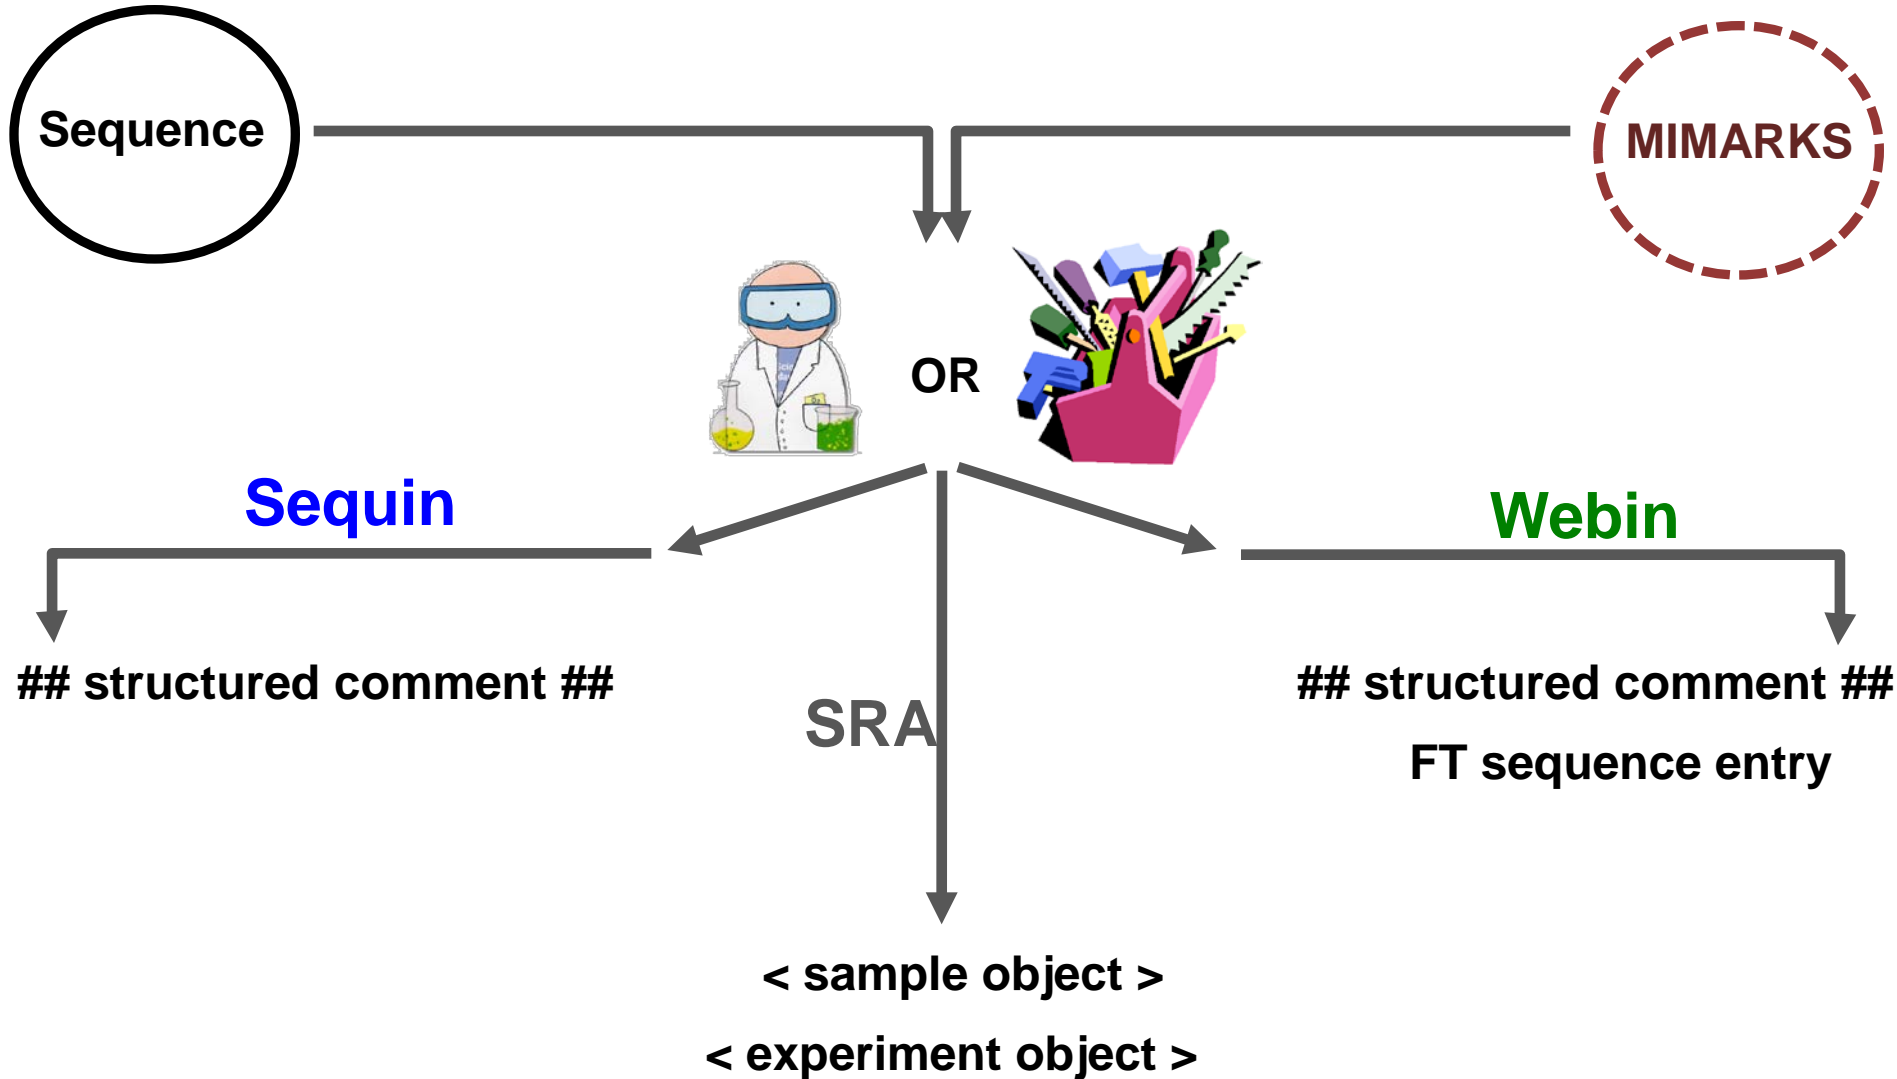 Sequence
MIMARKS
OR
Sequin
Webin
## structured comment ##
## structured comment ##
FT sequence entry
SRA
< sample object >
< experiment object >